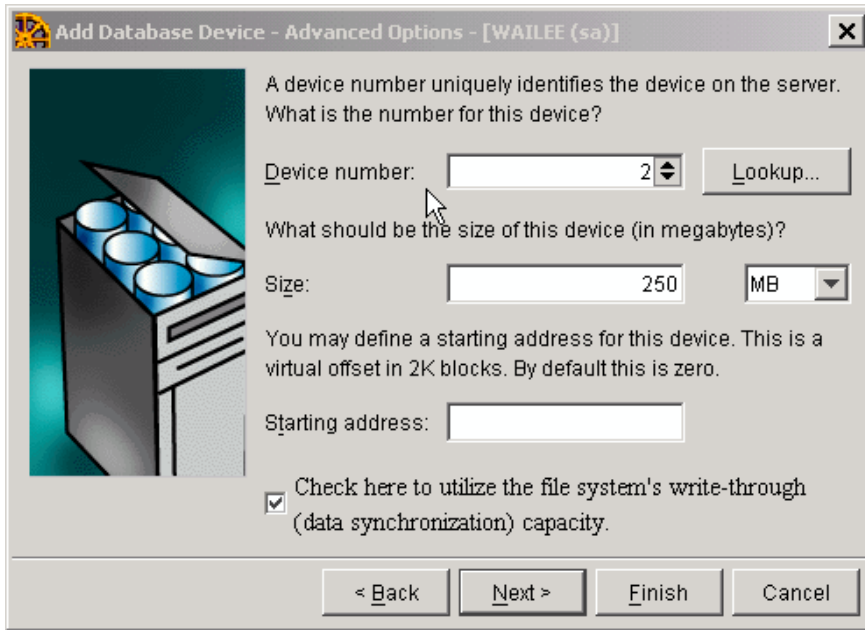 Add Database Device - Advanced Options - [WAILEE (sa)]
A device number uniquely identifies the device on the server.
What is the number for this device?
Device number: 2 Lookup...
What should be the size of this device (in megabytes)?
Size: 250 MB
You may define a starting address for this device. This is a
virtual offset in 2K blocks. By default this is zero.
Starting address:
Check here to utilize the file system's write-through
(data synchronization) capacity.
< Back Next > Finish Cancel